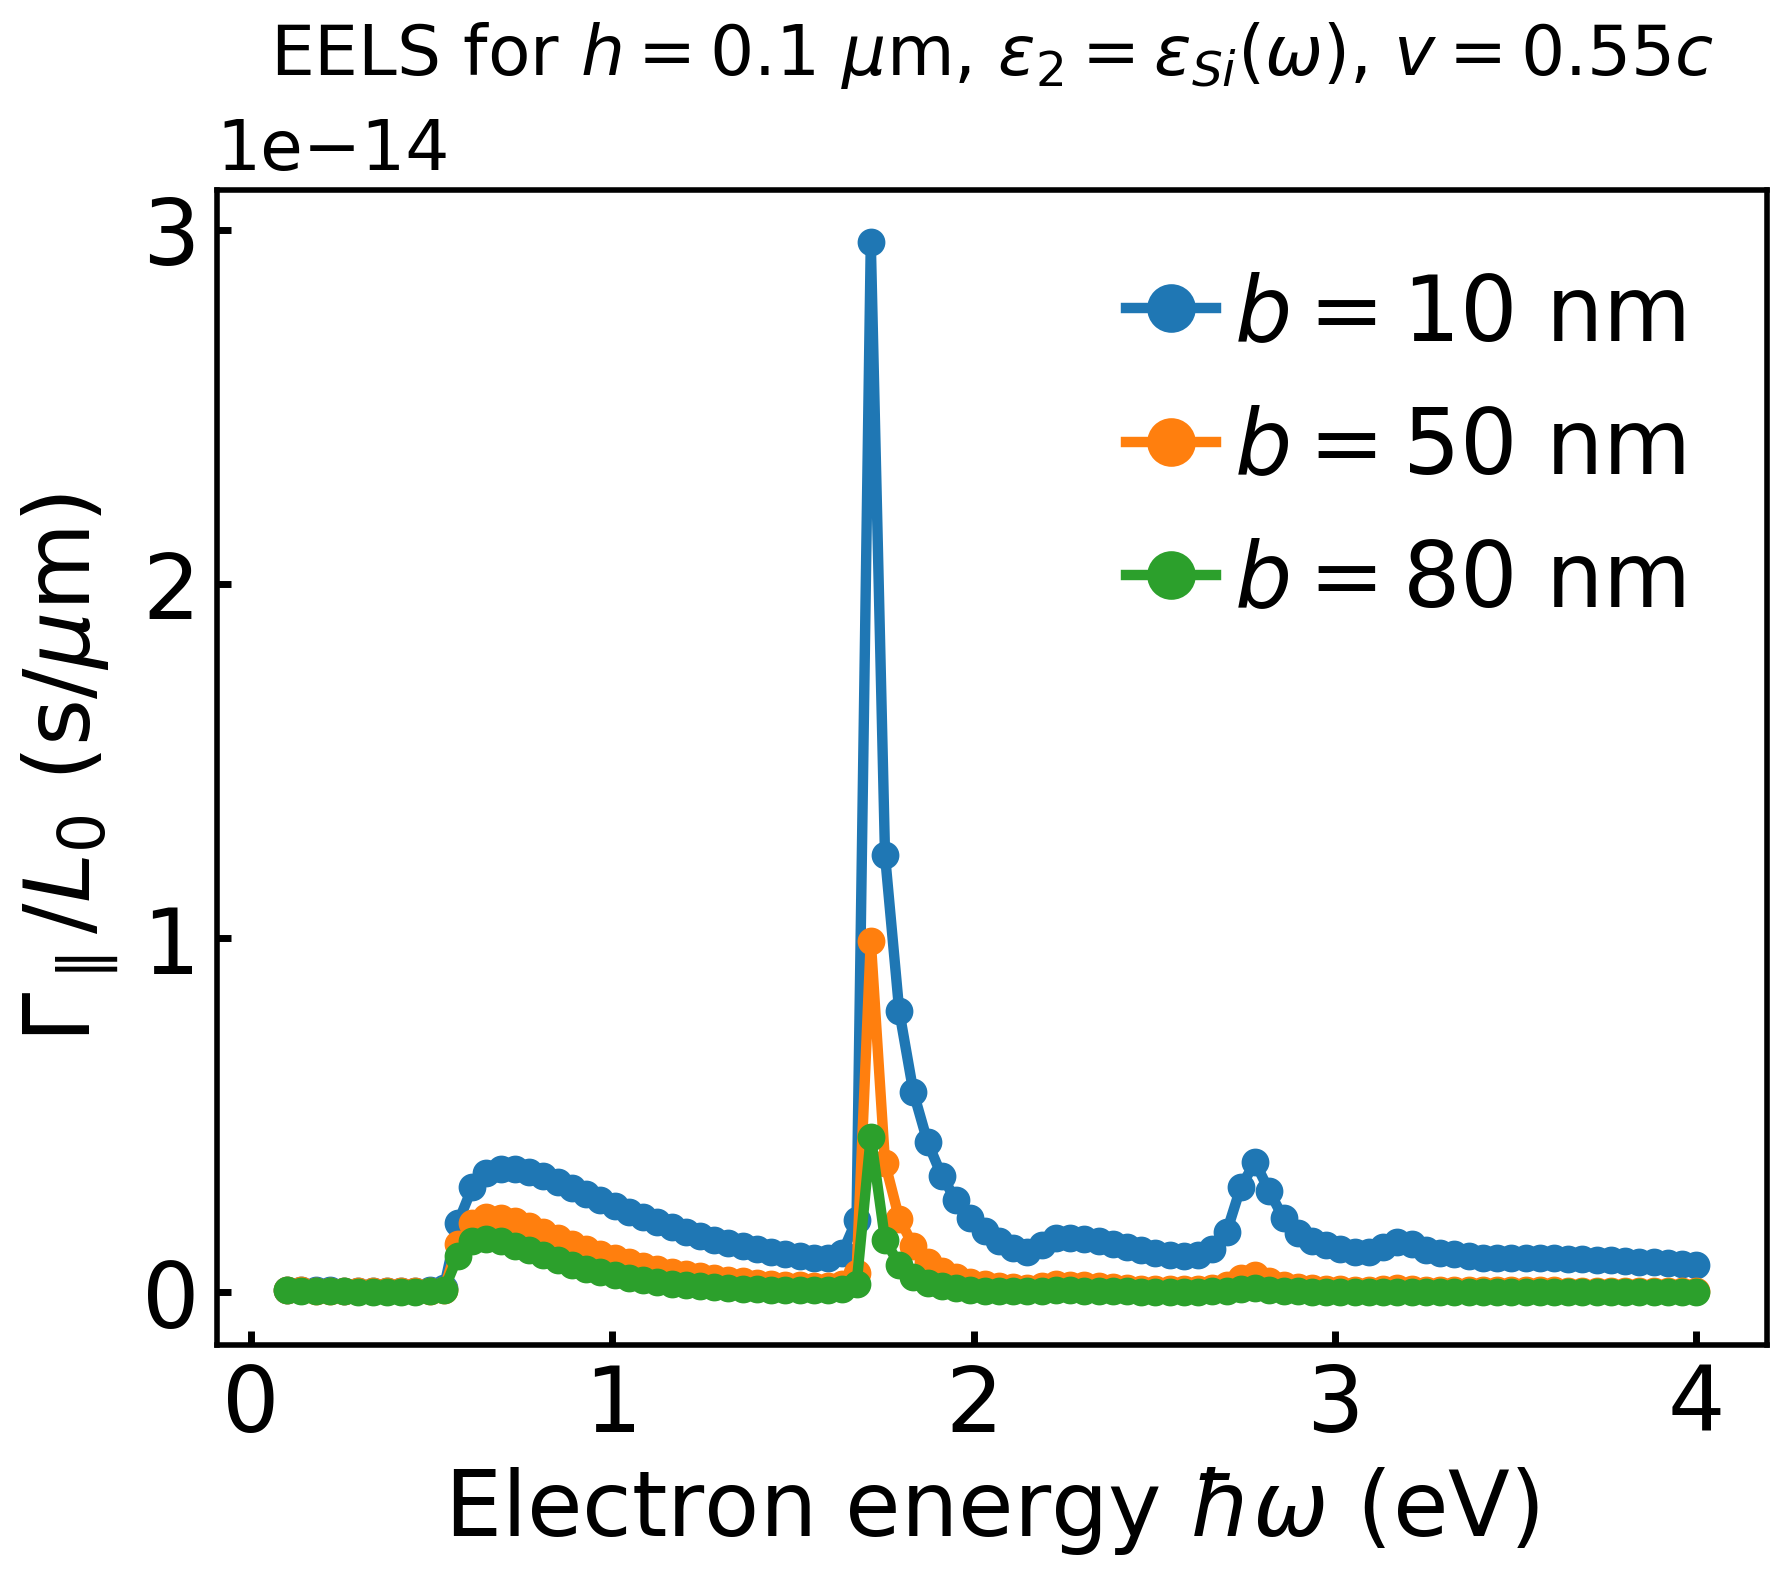 EELS for h = 0.1 μm, ε₂ = ε_Si(ω), v = 0.55c
1e−14
3
2
1
0
Γ∥/L₀ (s/μm)
b = 10 nm
b = 50 nm
b = 80 nm
0 1 2 3 4
Electron energy ħω (eV)